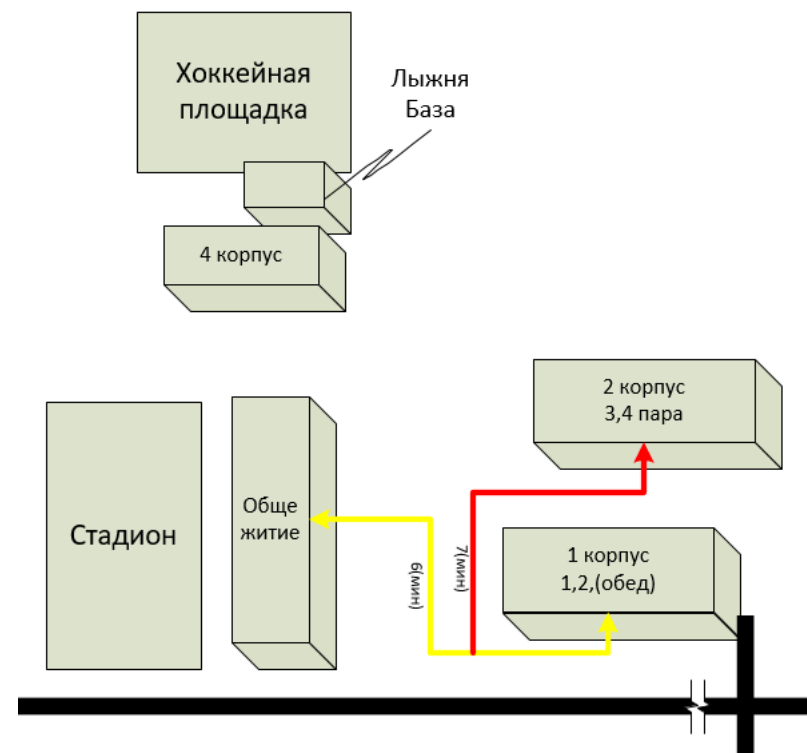 Хоккейная
площадка
Лыжня
База
4 корпус
2 корпус
3,4 пара
Стадион
Обще
житие
6(мин)
7(мин)
1 корпус
1,2,(обед)